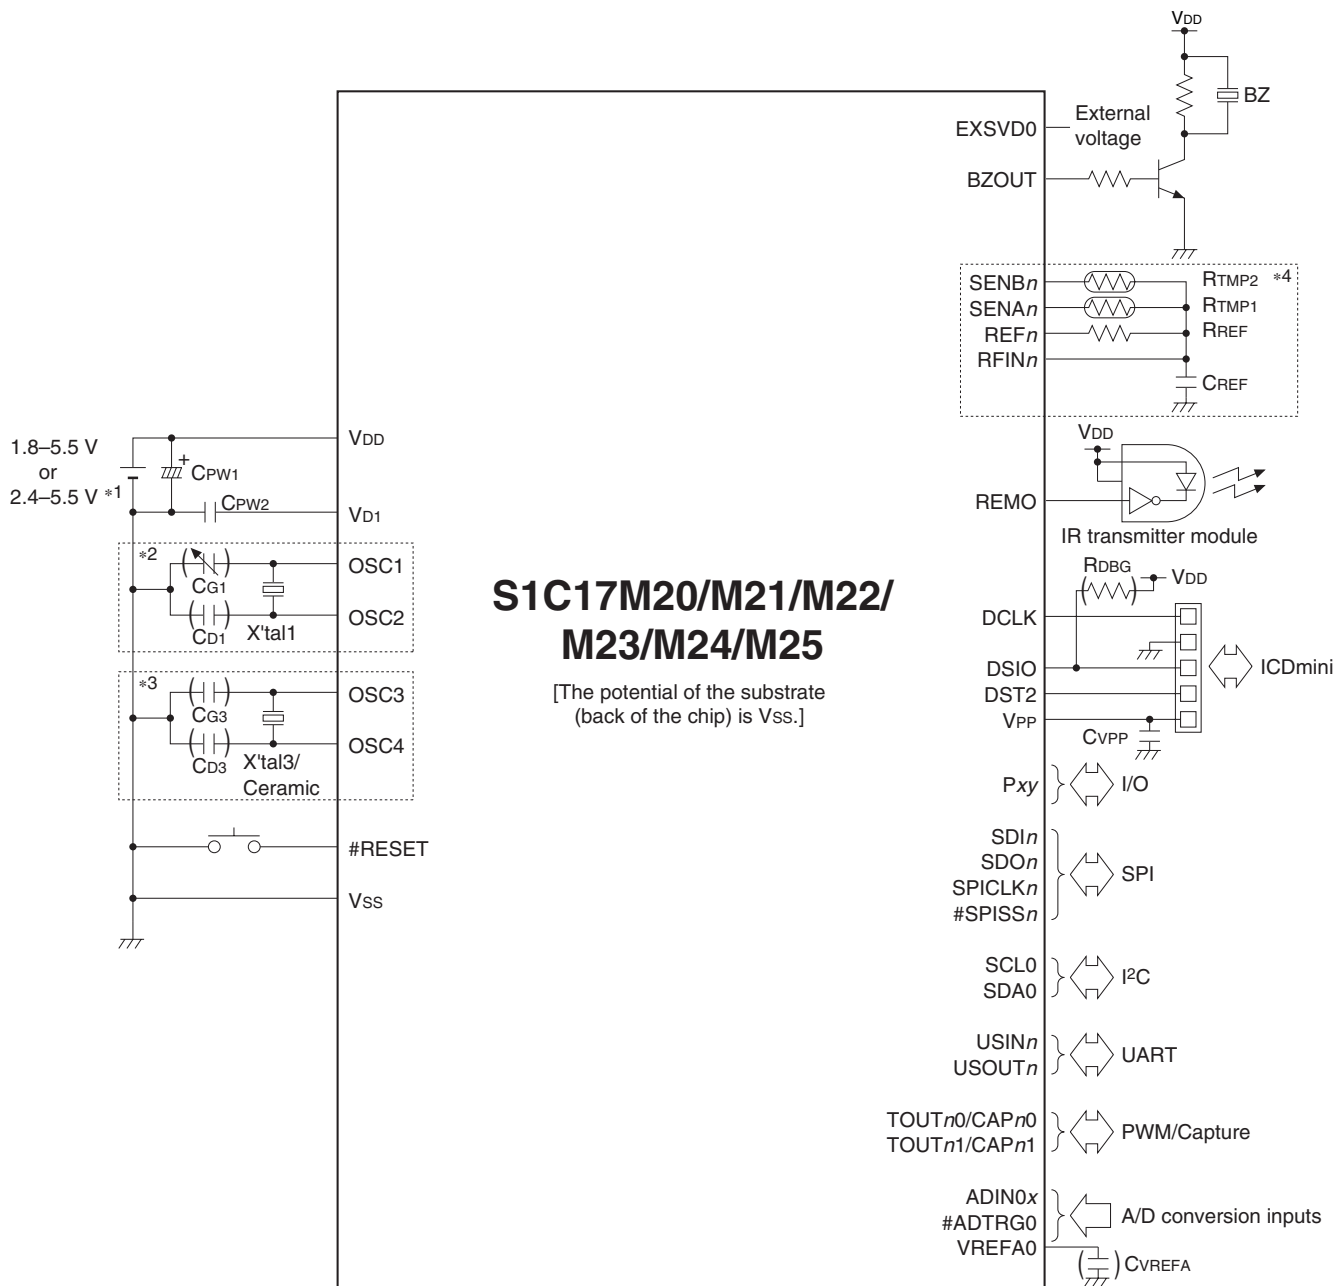 VDD
BZ
EXSVD0
External
voltage
BZOUT
SENBn
RTMP2 *4
SENAn
RTMP1
REFn
RREF
RFINn
CREF
1.8–5.5 V
or
2.4–5.5 V *1
+
CPW1
CPW2
VDD
VD1
*2
CG1
CD1
X'tal1
OSC1
OSC2
*3
CG3
CD3
X'tal3/
Ceramic
OSC3
OSC4
#RESET
VSS
S1C17M20/M21/M22/
M23/M24/M25
[The potential of the substrate
(back of the chip) is VSS.]
VDD
REMO
IR transmitter module
RDBG
VDD
DCLK
DSIO
DST2
VPP
CVPP
ICDmini
Pxy
I/O
SDIn
SDOn
SPICLKn
#SPISSn
SPI
SCL0
SDA0
I2C
USINn
USOUTn
UART
TOUTn0/CAPn0
TOUTn1/CAPn1
PWM/Capture
ADIN0x
#ADTRG0
VREFA0
A/D conversion inputs
CVREFA